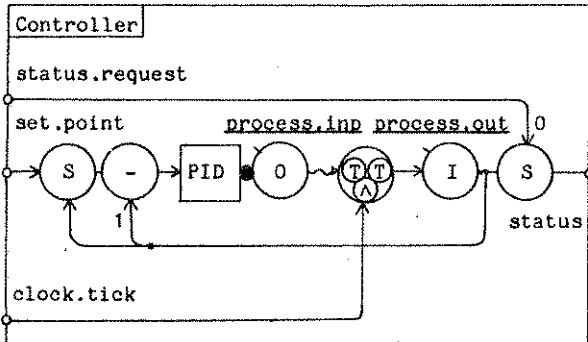 Controller
status.request
set.point
process.inp process.out 0
S - PID O T T I S
^
1
status
clock.tick